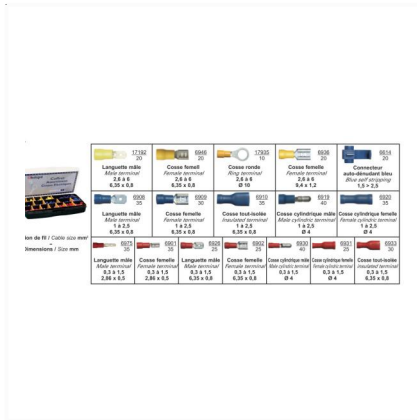 17192
20
6946
20
17935
10
6936
20
6614
20
Languette mâle
Male terminal
2,6 à 6
6,35 x 0,8
Cosse femell
Female terminal
2,6 à 6
6,35 x 0,8
Cosse ronde
Ring terminal
2,6 à 6
Ø 10
Cosse femelle
Female terminal
2,6 à 6
9,4 x 1,2
Connecteur
auto-dénudant bleu
Blue self stripping
1,5 > 2,5
6906
35
6909
30
6910
35
6919
40
6920
35
Languette mâle
Male terminal
1 à 2,5
6,35 x 0,8
Cosse femelle
Female terminal
1 à 2,5
6,35 x 0,8
Cosse tout-isolée
Insulated terminal
1 à 2,5
6,35 x 0,8
Cosse cylindrique mâle
Male cylindric terminal
1 à 2,5
Ø 4
Cosse cylindrique femelle
Female cylindric terminal
1 à 2,5
Ø 4
ion de fil / Cable size mm²
Dimensions / Size mm
6975
35
6901
35
6926
25
6902
25
6930
40
6931
25
6933
30
Languette mâle
Male terminal
0,3 à 1,5
2,86 x 0,5
Cosse femelle
Female terminal
0,3 à 1,5
2,86 x 0,5
Languette mâle
Male terminal
0,3 à 1,5
6,35 x 0,8
Cosse femelle
Female terminal
0,3 à 1,5
6,35 x 0,8
Cosse cylindrique mâle
Male cylindric terminal
0,3 à 1,5
Ø 4
Cosse cylindrique femelle
Female cylindric terminal
0,3 à 1,5
Ø 4
Cosse tout-isolée
Insulated terminal
0,3 à 1,5
6,35 x 0,8